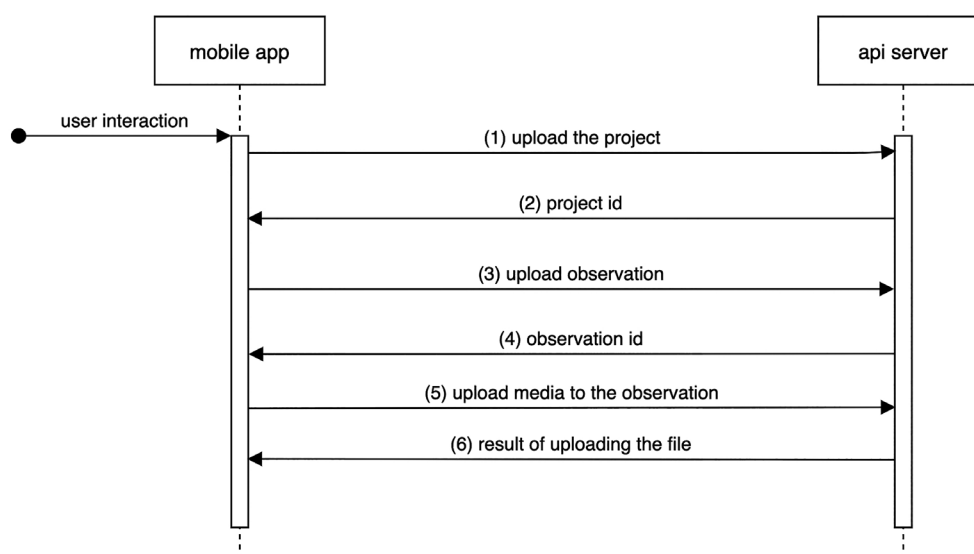 mobile app
api server
user interaction
(1) upload the project
(2) project id
(3) upload observation
(4) observation id
(5) upload media to the observation
(6) result of uploading the file